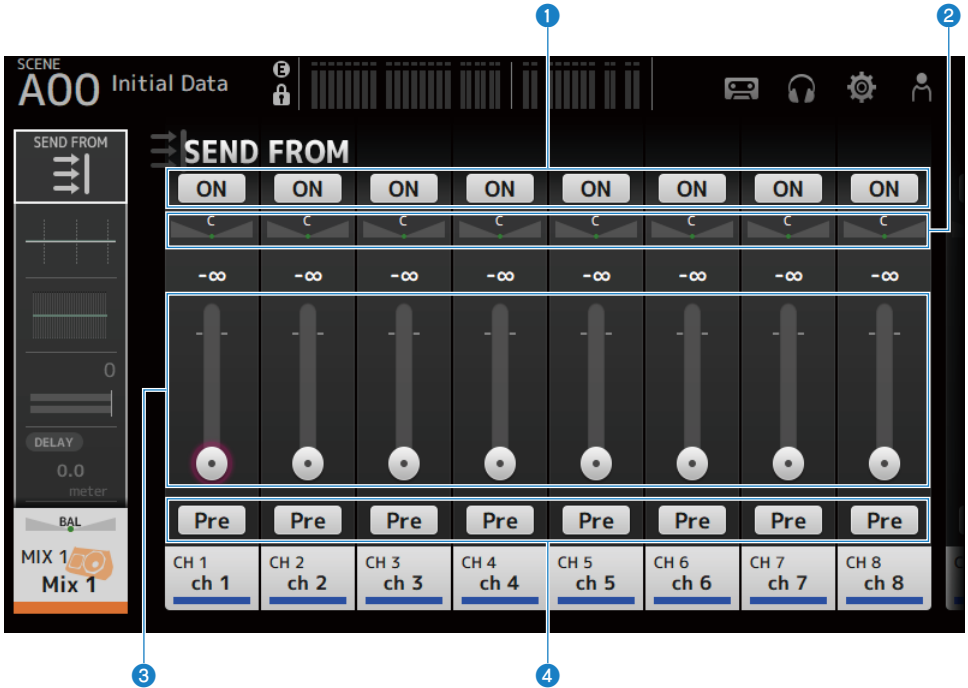 1
2
SCENE
A00 Initial Data
E
SEND FROM
SEND FROM
ON ON ON ON ON ON ON ON
C C C C C C C C
-∞ -∞ -∞ -∞ -∞ -∞ -∞ -∞
0
DELAY
0.0
meter
Pre Pre Pre Pre Pre Pre Pre Pre
BAL
MIX 1
Mix 1
CH 1 CH 2 CH 3 CH 4 CH 5 CH 6 CH 7 CH 8
ch 1 ch 2 ch 3 ch 4 ch 5 ch 6 ch 7 ch 8
3
4